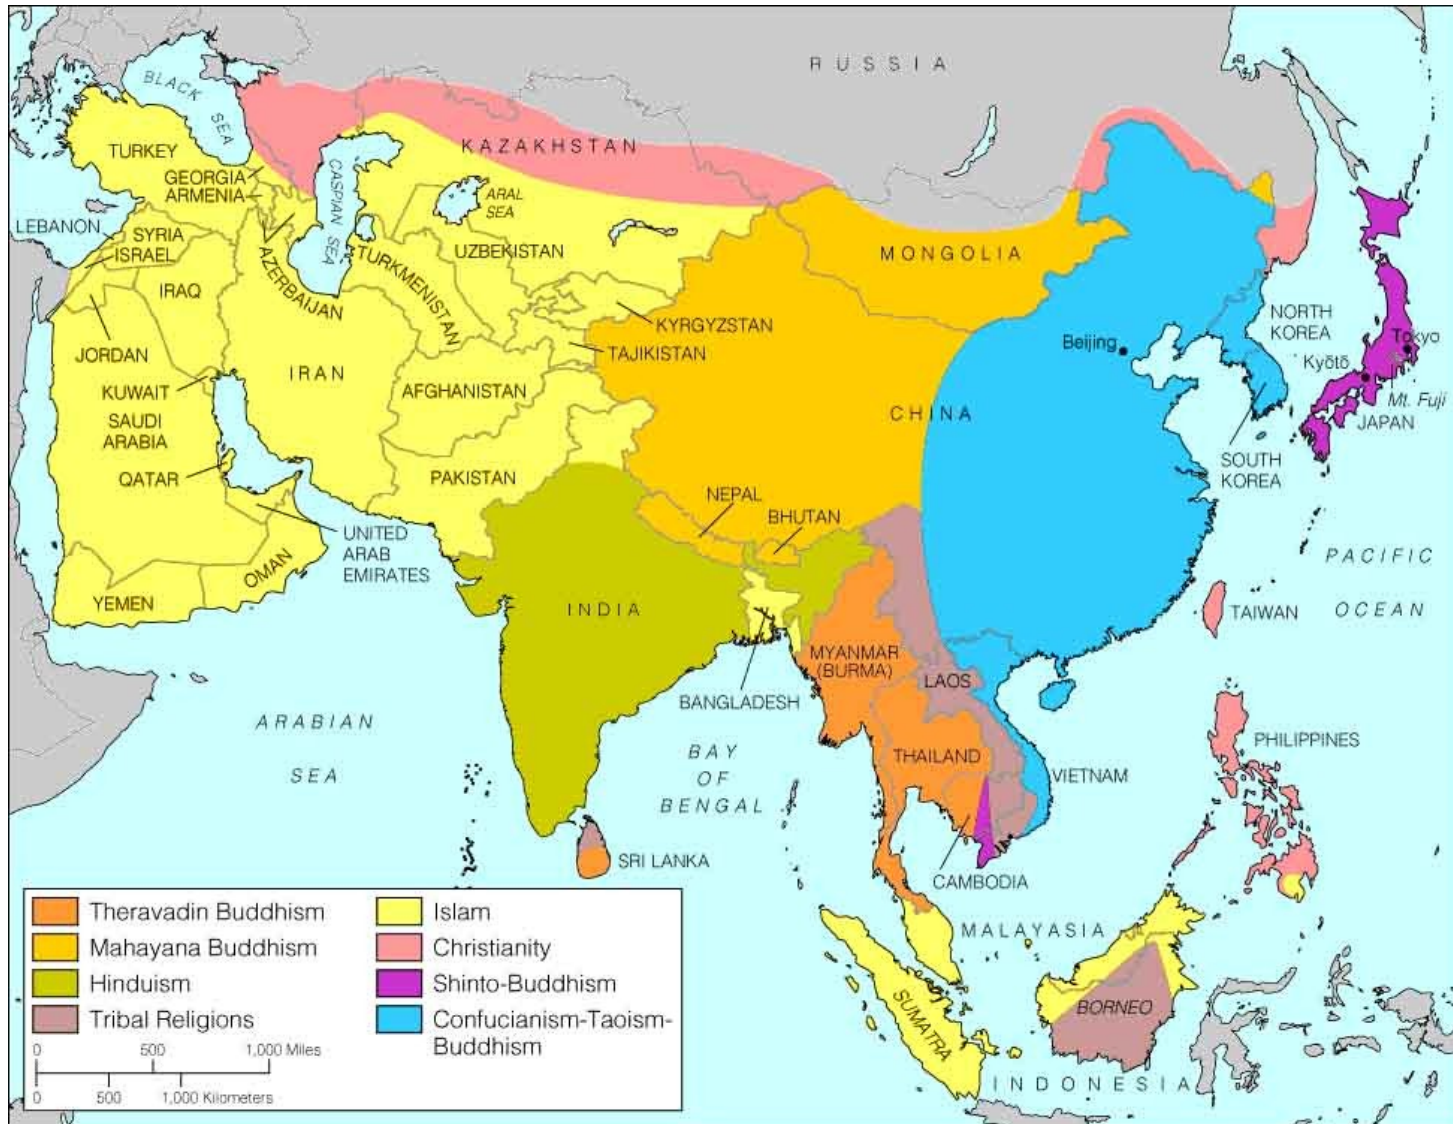 RUSSIA
BLACK
SEA
KAZAKHSTAN
TURKEY
GEORGIA
ARMENIA
CASPIAN SEA
ARAL
SEA
LEBANON
SYRIA
ISRAEL
UZBEKISTAN
MONGOLIA
AZERBAIJAN
TURKMENISTAN
IRAQ
KYRGYZSTAN
NORTH
KOREA
JORDAN
TAJIKISTAN
Beijing
Tokyo
Kyōtō
IRAN
KUWAIT
AFGHANISTAN
Mt. Fuji
SAUDI
ARABIA
CHINA
JAPAN
QATAR
PAKISTAN
SOUTH
KOREA
NEPAL
BHUTAN
UNITED
ARAB
EMIRATES
OMAN
PACIFIC
OCEAN
YEMEN
INDIA
TAIWAN
MYANMAR
(BURMA)
LAOS
BANGLADESH
ARABIAN
SEA
BAY
OF
BENGAL
THAILAND
VIETNAM
PHILIPPINES
SRI LANKA
CAMBODIA
MALAYASIA
SUMATRA
BORNEO
INDONESIA
Theravadin Buddhism
Mahayana Buddhism
Hinduism
Tribal Religions
Islam
Christianity
Shinto-Buddhism
Confucianism-Taoism-
Buddhism
0 500 1,000 Miles
0 500 1,000 Kilometers